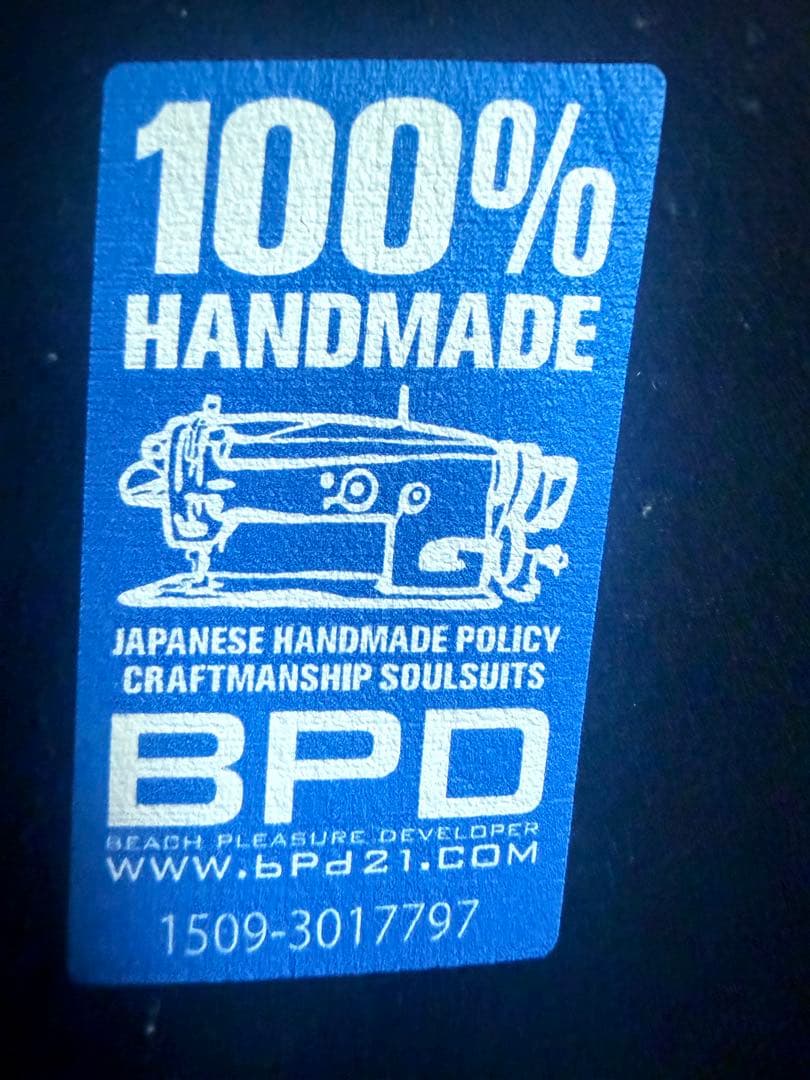 100%
HANDMADE
JAPANESE HANDMADE POLICY
CRAFTMANSHIP SOULSUITS
BPD
BEACH PLEASURE DEVELOPER
WWW.bPd21.COM
1509-3017797